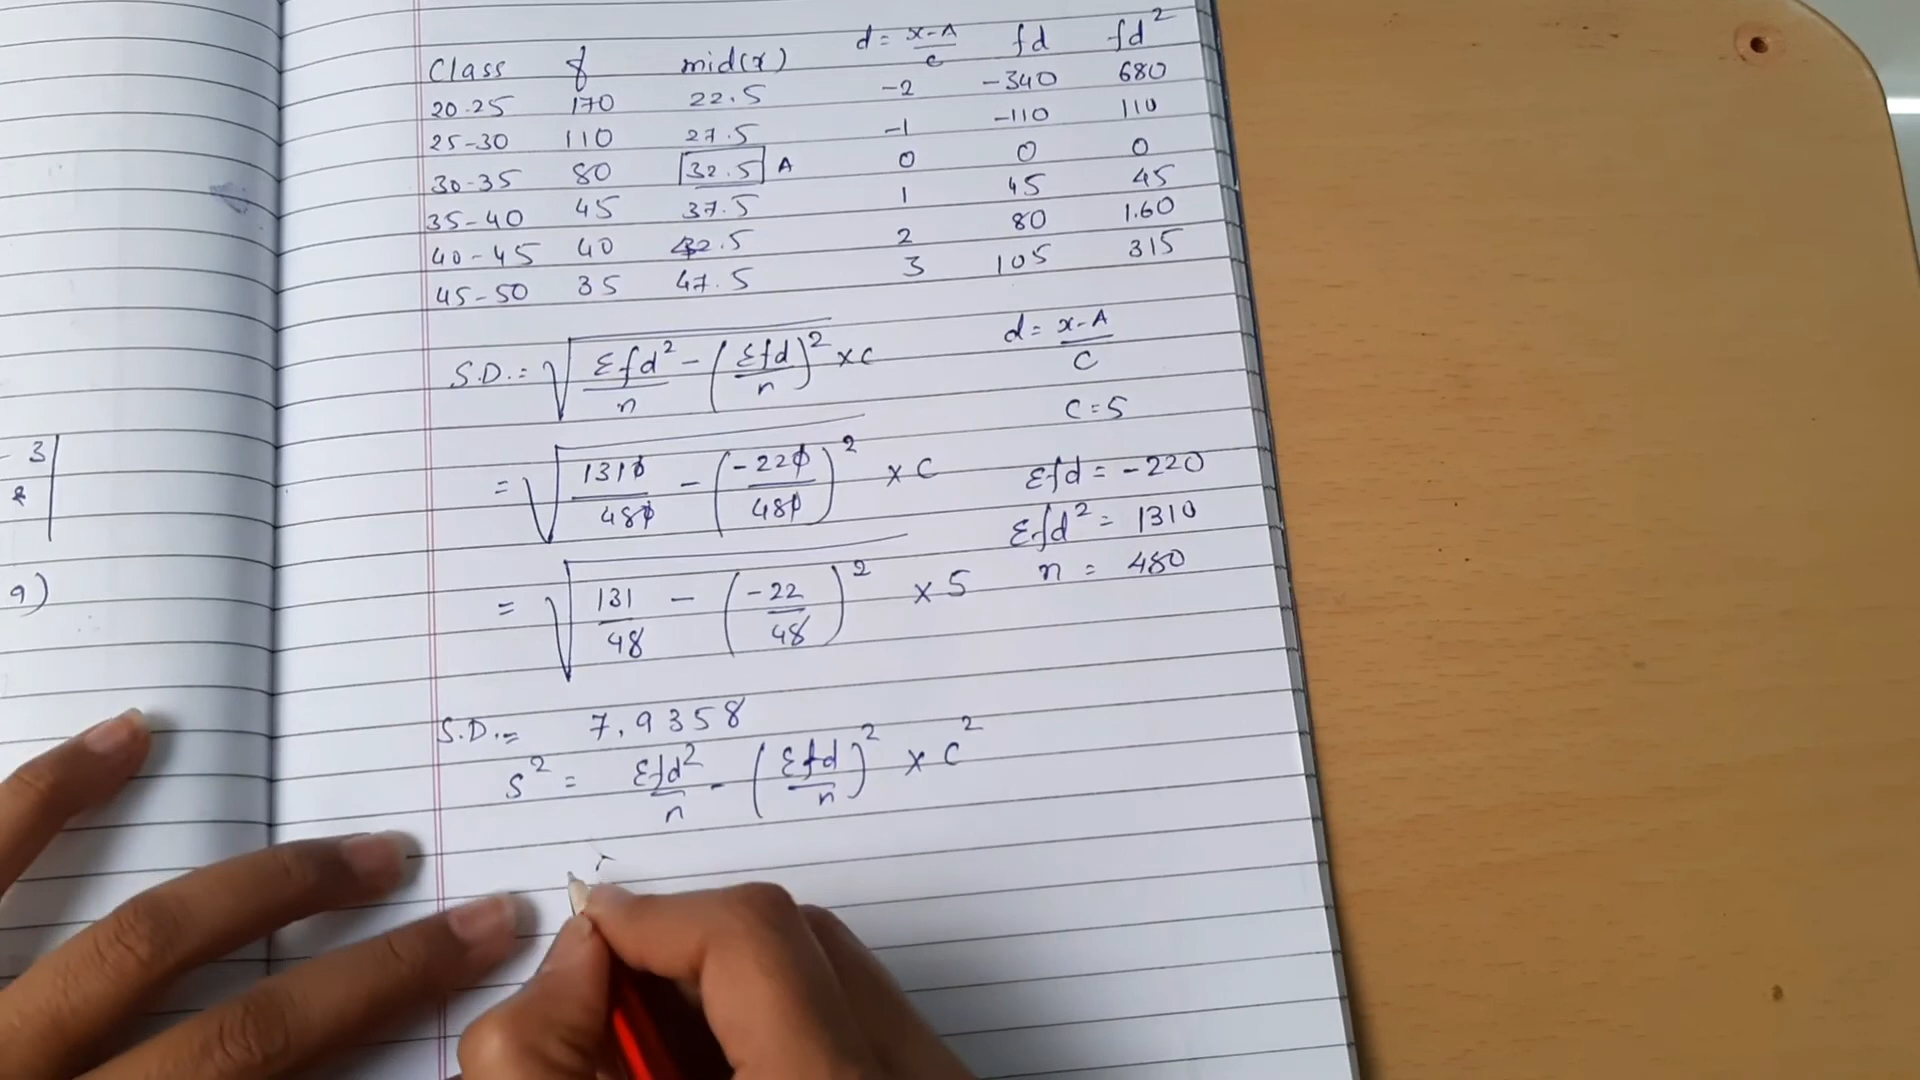 Class f mid(x) d = x-A/c fd fd²
20-25 170 22.5 -2 -340 680
25-30 110 27.5 -1 -110 110
30-35 80 32.5 A 0 0 0
35-40 45 37.5 1 45 45
40-45 40 42.5 2 80 1.60
45-50 35 47.5 3 105 315
S.D. = √(Σfd²/n - (Σfd/n)²) × c
d = x-A/c
c = 5
= √(1310/480 - (-220/480)²) × c
Σfd = -220
Σfd² = 1310
n = 480
= √(131/48 - (-22/48)²) × 5
S.D. = 7.9358
s² = Σfd²/n - (Σfd/n)² × c²
3
9)